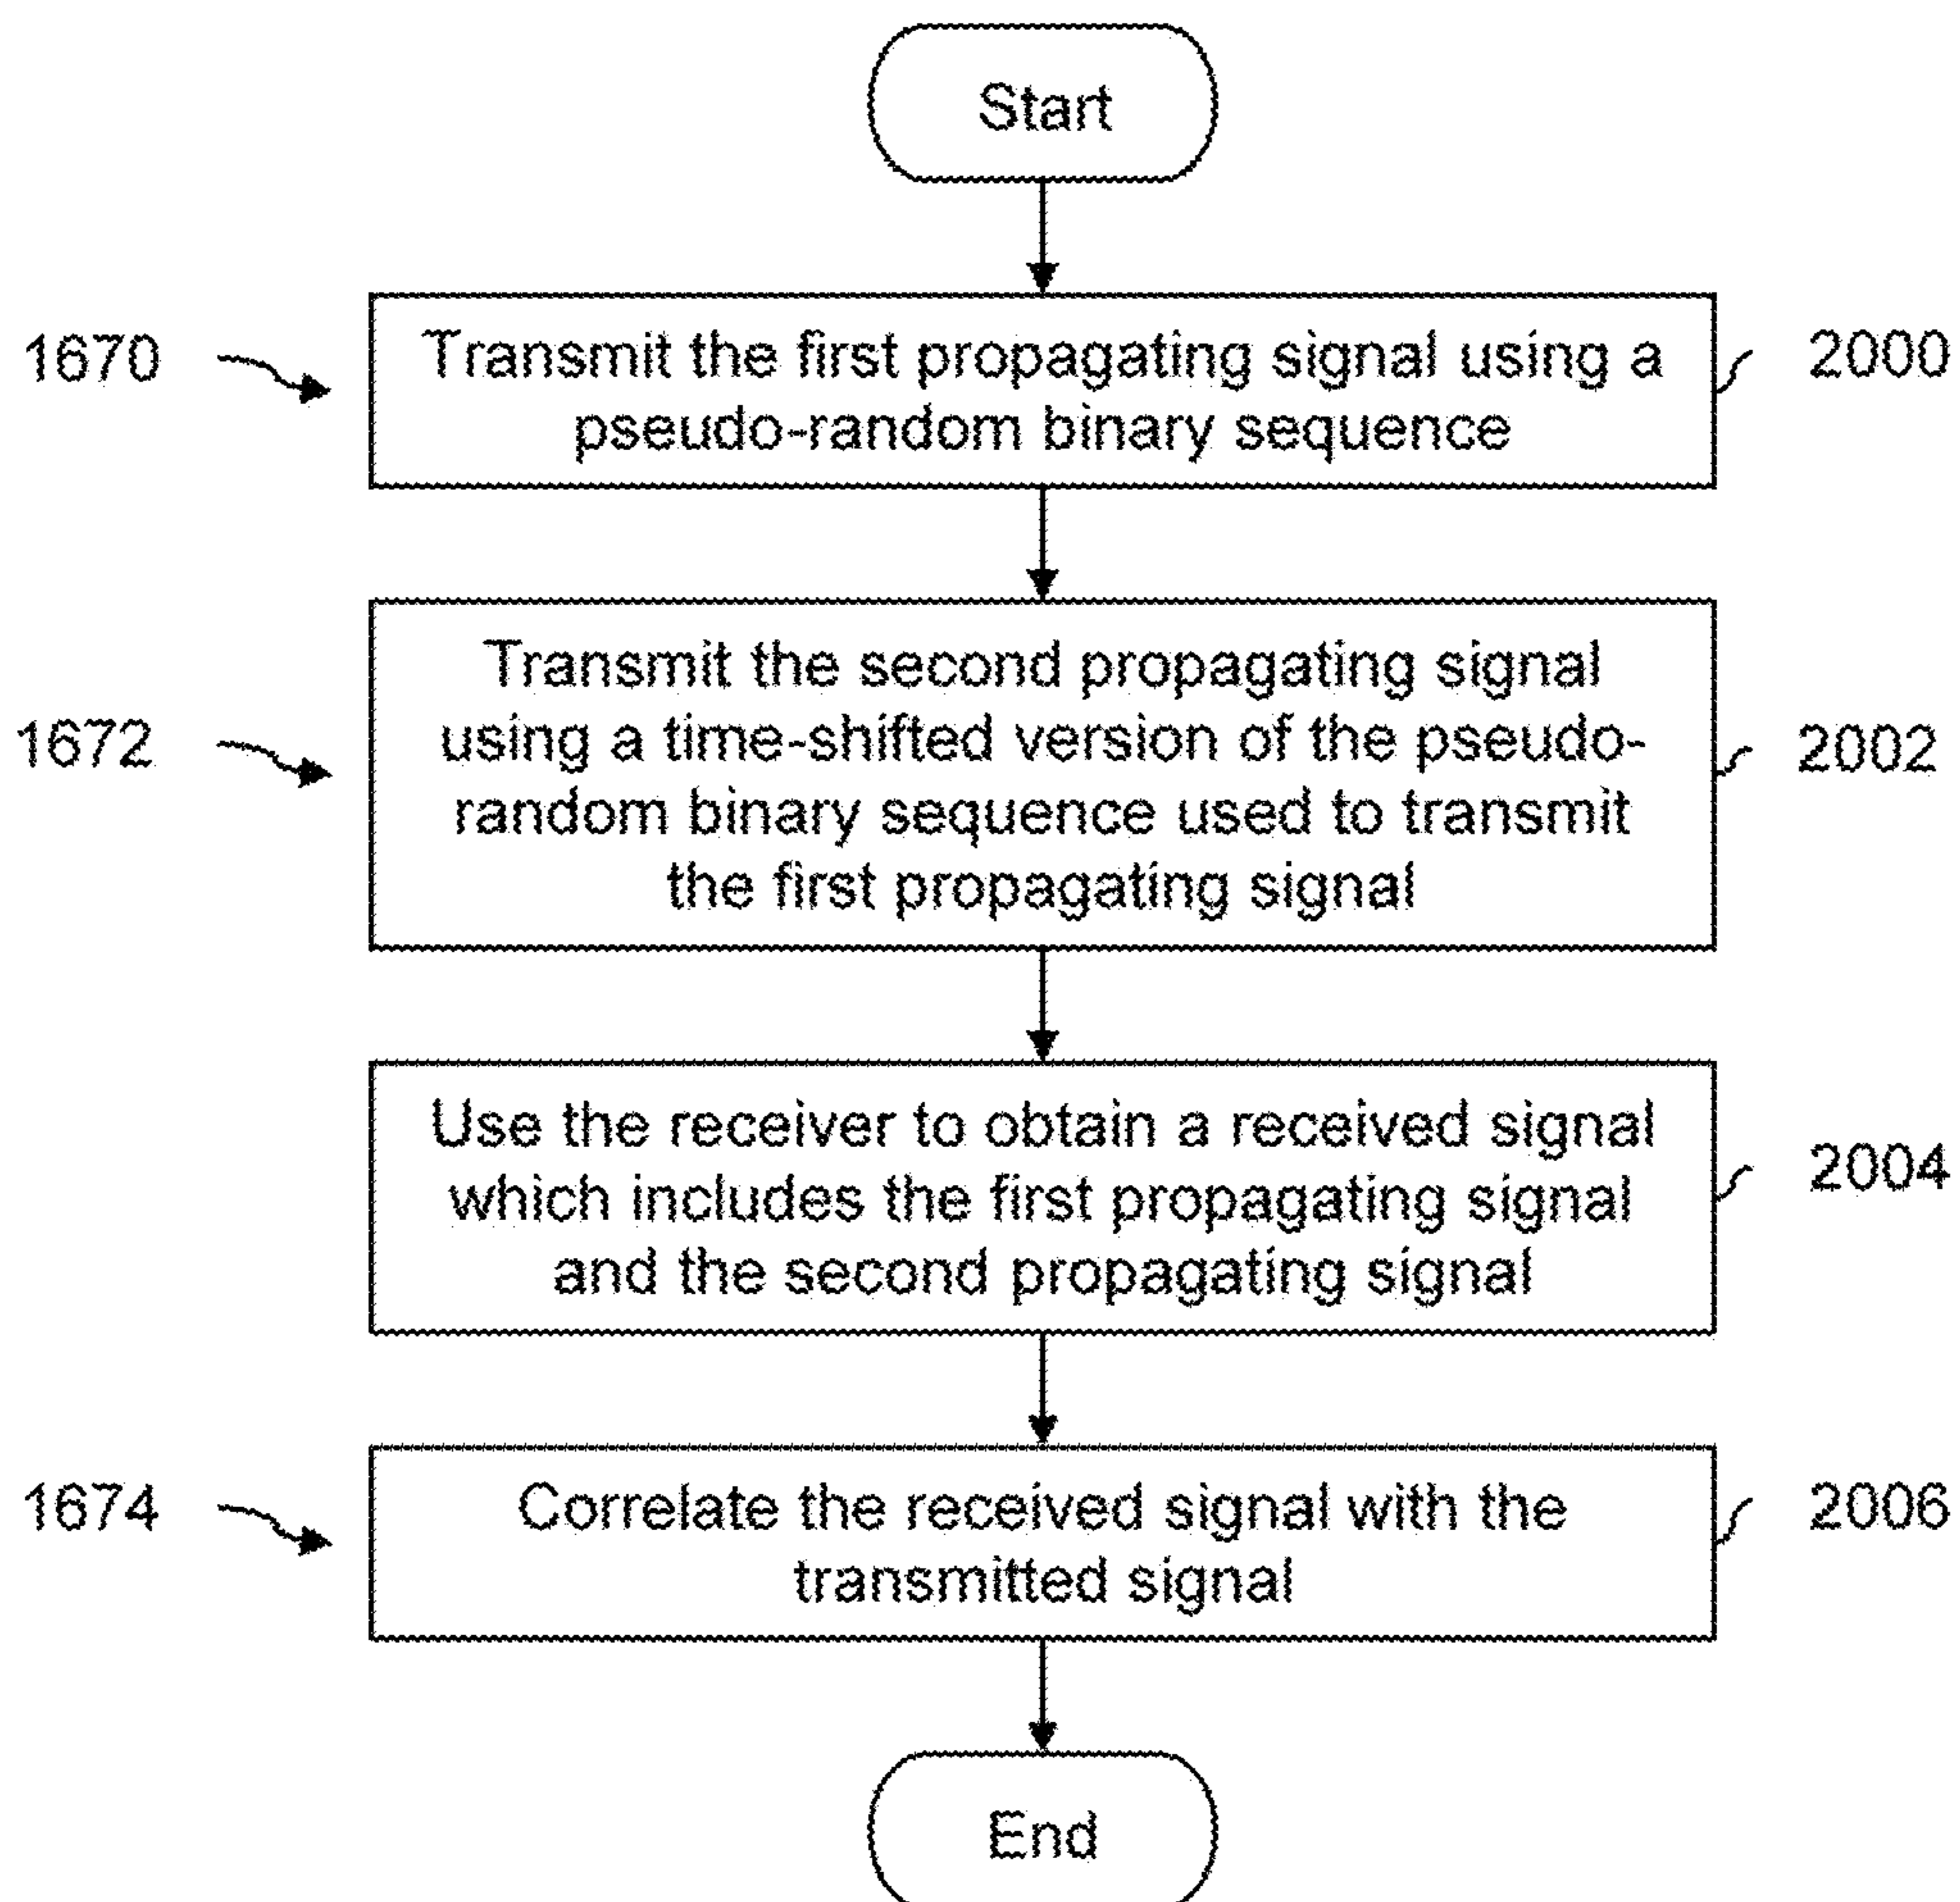 Start
1670
Transmit the first propagating signal using a
pseudo-random binary sequence
2000
1672
Transmit the second propagating signal
using a time-shifted version of the pseudo-
random binary sequence used to transmit
the first propagating signal
2002
Use the receiver to obtain a received signal
which includes the first propagating signal
and the second propagating signal
2004
1674
Correlate the received signal with the
transmitted signal
2006
End